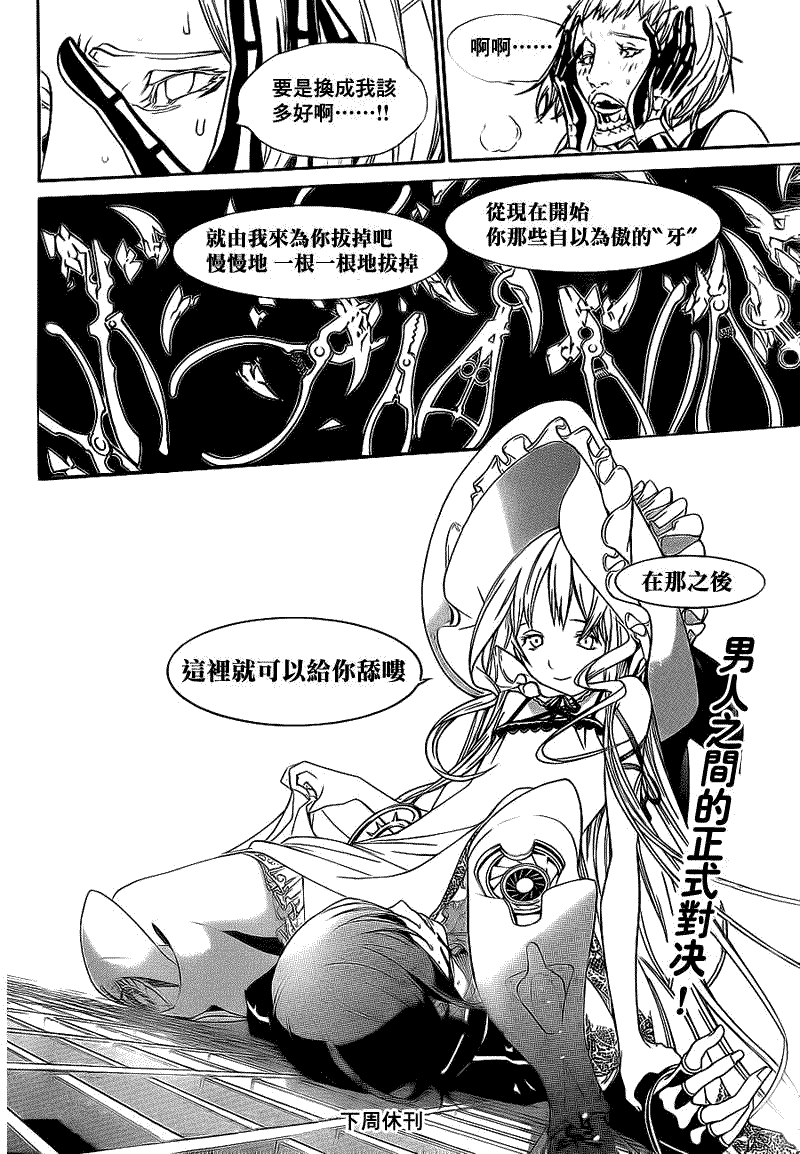 啊啊……
要是換成我該
多好啊……!!
從現在開始
你那些自以為傲的〝牙〞
就由我來為你拔掉吧
慢慢地 一根一根地拔掉
在那之後
這裡就可以給你舔嘍
男人之間的正式對決！
下周休刊